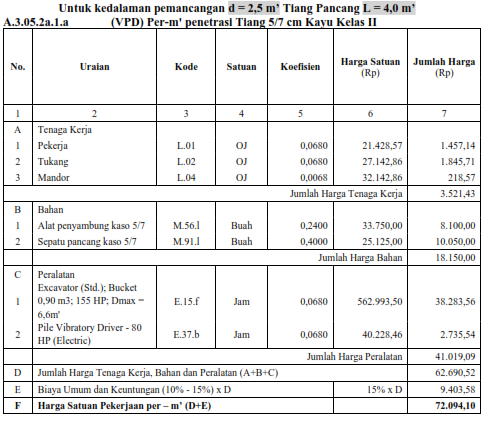 Untuk kedalaman pemancangan d = 2,5 m’ Tiang Pancang L = 4,0 m’
A.3.05.2a.1.a (VPD) Per-m' penetrasi Tiang 5/7 cm Kayu Kelas II
No. Uraian Kode Satuan Koefisien Harga Satuan (Rp) Jumlah Harga (Rp)
1 2 3 4 5 6 7
A Tenaga Kerja
1 Pekerja L.01 OJ 0,0680 21.428,57 1.457,14
2 Tukang L.02 OJ 0,0680 27.142,86 1.845,71
3 Mandor L.04 OJ 0,0068 32.142,86 218,57
Jumlah Harga Tenaga Kerja 3.521,43
B Bahan
1 Alat penyambung kaso 5/7 M.56.l Buah 0,2400 33.750,00 8.100,00
2 Sepatu pancang kaso 5/7 M.91.l Buah 0,4000 25.125,00 10.050,00
Jumlah Harga Bahan 18.150,00
C Peralatan
Excavator (Std.); Bucket
1 0,90 m3; 155 HP; Dmax = E.15.f Jam 0,0680 562.993,50 38.283,56
6,6m'
2 Pile Vibratory Driver - 80 E.37.b Jam 0,0680 40.228,46 2.735,54
HP (Electric)
Jumlah Harga Peralatan 41.019,09
D Jumlah Harga Tenaga Kerja, Bahan dan Peralatan (A+B+C) 62.690,52
E Biaya Umum dan Keuntungan (10% - 15%) x D 15% x D 9.403,58
F Harga Satuan Pekerjaan per – m’ (D+E) 72.094,10